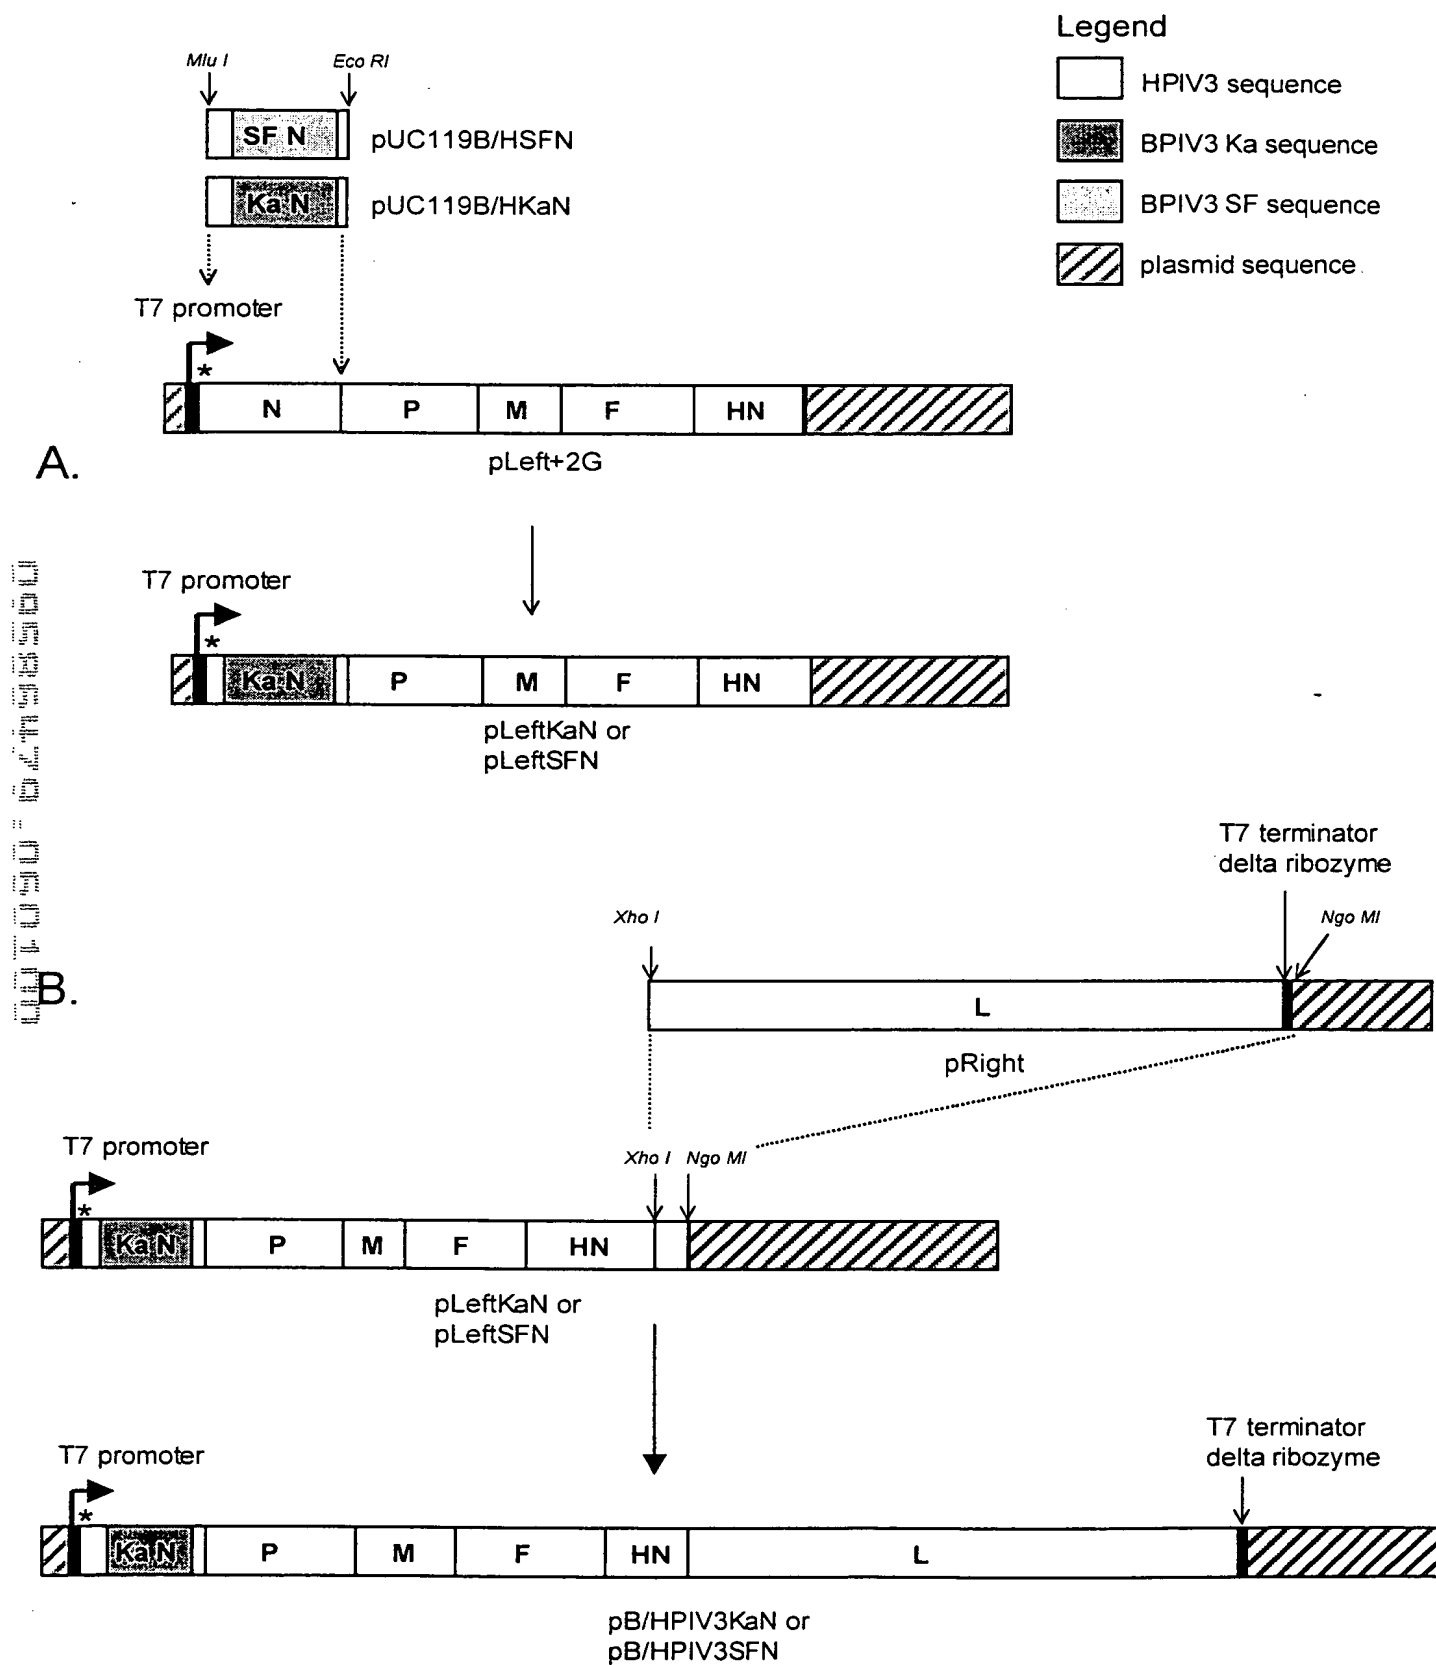 Legend
HPIV3 sequence
BPIV3 Ka sequence
BPIV3 SF sequence
plasmid sequence
Mlu I
Eco RI
SF N
pUC119B/HSFN
Ka N
pUC119B/HKaN
T7 promoter
*
N P M F HN
A.
pLeft+2G
T7 promoter
*
Ka N P M F HN
pLeftKaN or
pLeftSFN
T7 terminator
delta ribozyme
Xho I
Ngo MI
B.
L
pRight
T7 promoter
Xho I Ngo MI
*
Ka N P M F HN
pLeftKaN or
pLeftSFN
T7 terminator
delta ribozyme
T7 promoter
*
Ka N P M F HN L
pB/HPIV3KaN or
pB/HPIV3SFN